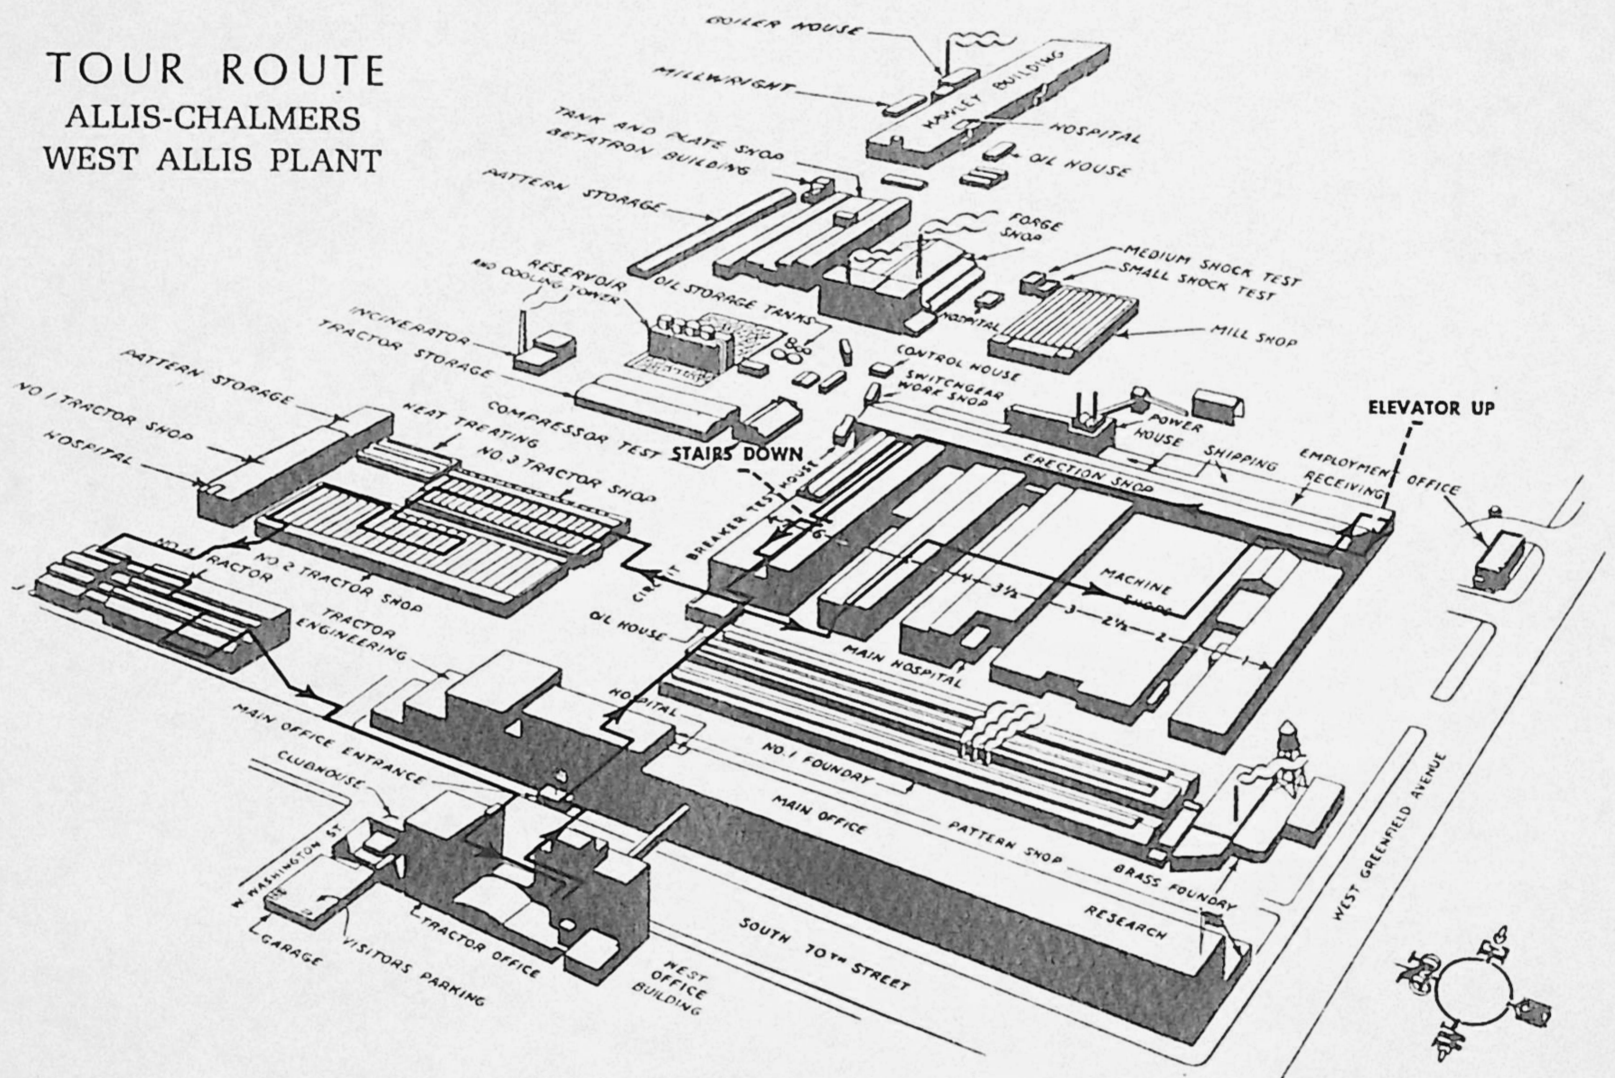 TOUR ROUTE
ALLIS-CHALMERS
WEST ALLIS PLANT
BOILER HOUSE
MILLWRIGHT
HAWLEY BUILDING
HOSPITAL
OIL HOUSE
TANK AND PLATE SHOP
BETATRON BUILDING
PATTERN STORAGE
FORGE
SHOP
MEDIUM SHOCK TEST
SMALL SHOCK TEST
RESERVOIR
AND COOLING TOWER
OIL STORAGE TANKS
HOSPITAL
MILL SHOP
INCINERATOR
TRACTOR STORAGE
CONTROL HOUSE
SWITCHGEAR
WORK SHOP
PATTERN STORAGE
NO 1 TRACTOR SHOP
HOSPITAL
HEAT TREATING
NO 3 TRACTOR SHOP
COMPRESSOR TEST
STAIRS DOWN
POWER
HOUSE
ELEVATOR UP
SHIPPING
EMPLOYMENT OFFICE
RECEIVING
ERECTION SHOP
CIRCUIT BREAKER TEST HOUSE
6
4
3½
3
2½
2
1
MACHINE
SHOPS
NO. 4
TRACTOR
NO 2 TRACTOR SHOP
TRACTOR
ENGINEERING
OIL HOUSE
MAIN HOSPITAL
HOSPITAL
MAIN OFFICE ENTRANCE
CLUBHOUSE
NO. 1 FOUNDRY
MAIN OFFICE
PATTERN SHOP
BRASS FOUNDRY
RESEARCH
WEST GREENFIELD AVENUE
W WASHINGTON ST
GARAGE
VISITORS PARKING
TRACTOR OFFICE
WEST
OFFICE
BUILDING
SOUTH 70TH STREET
N
E
W